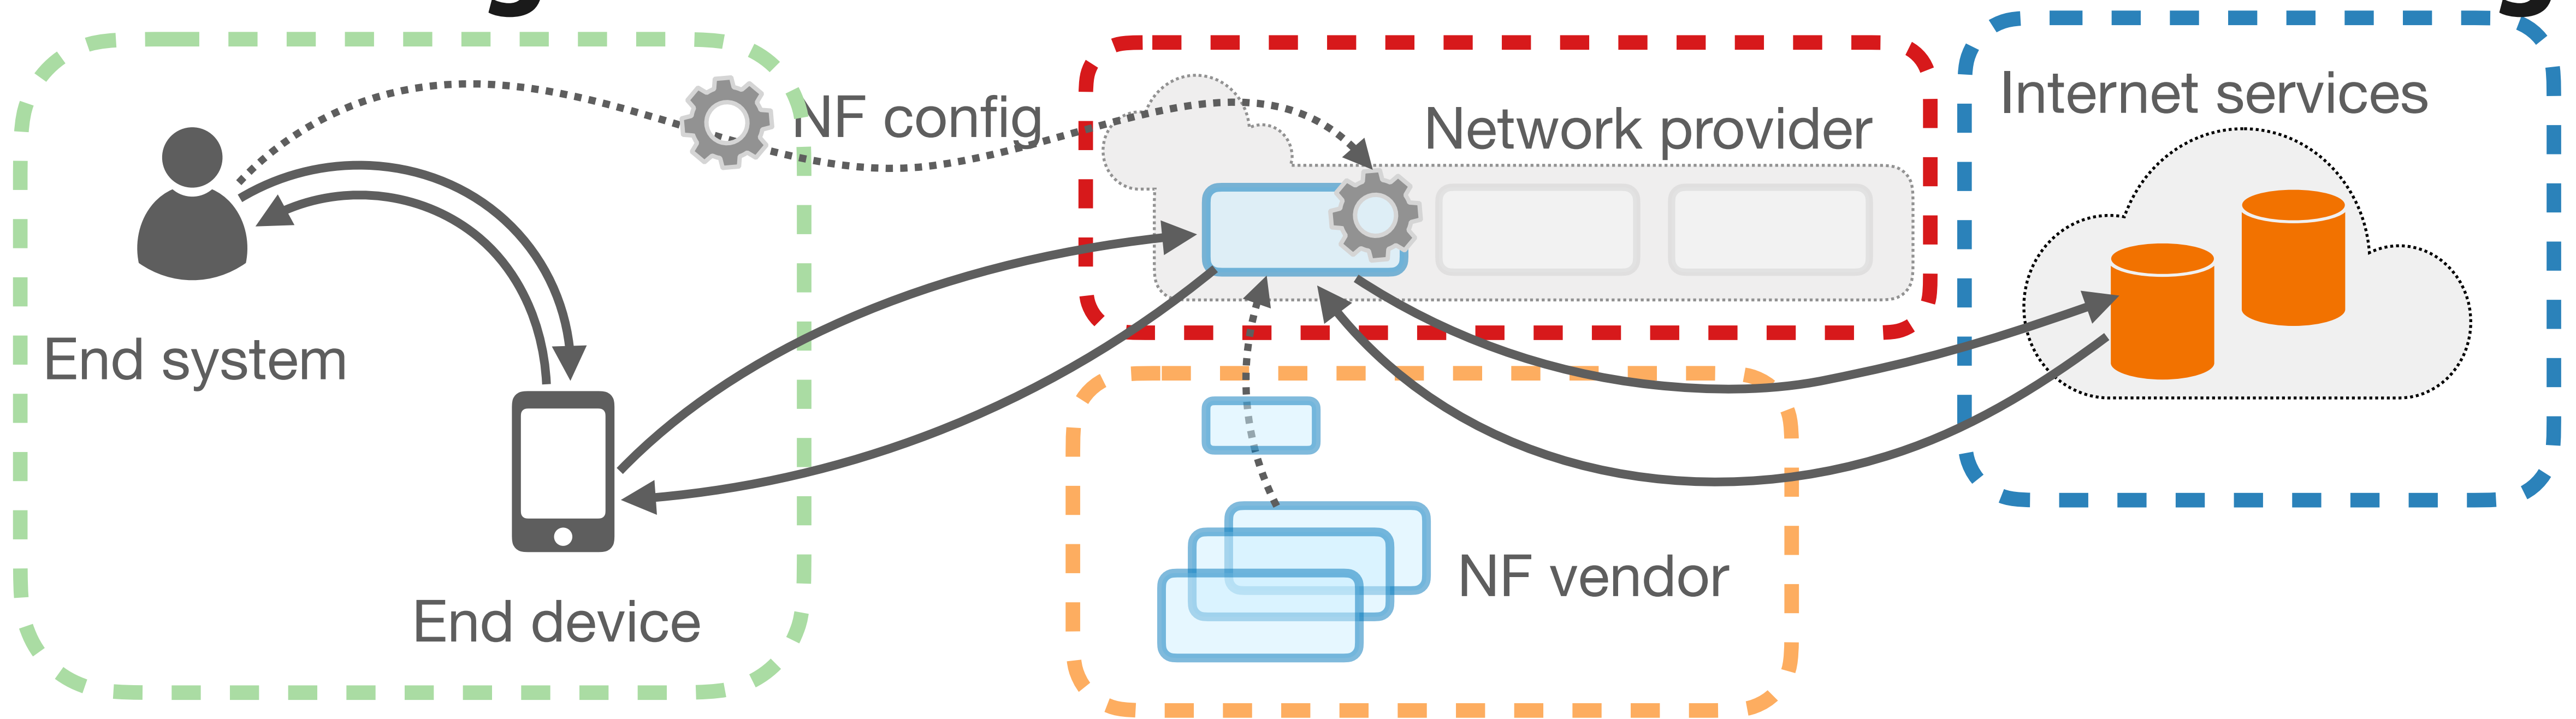 NF config
Network provider
Internet services
End system
End device
NF vendor